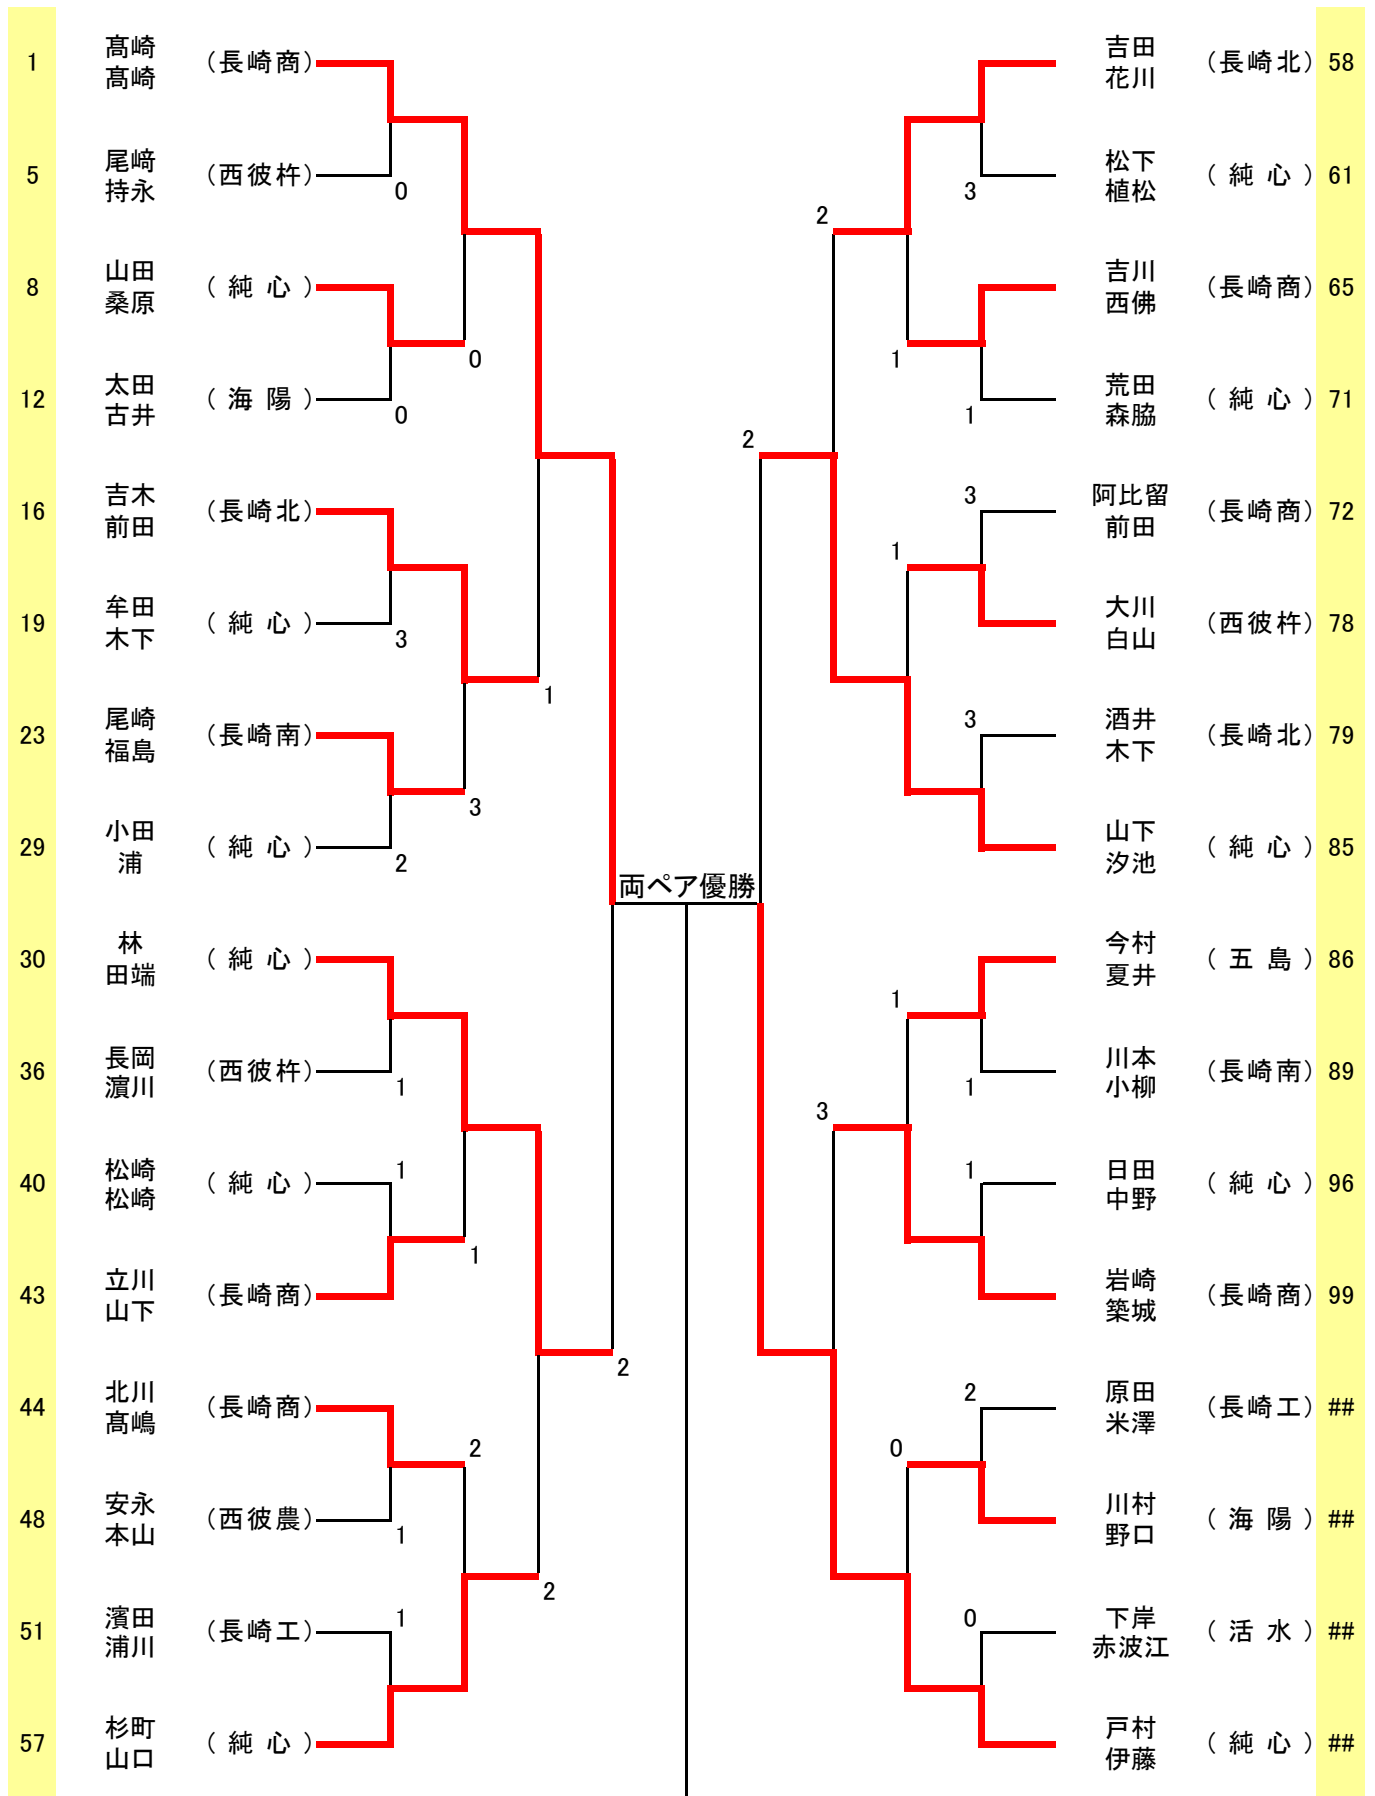 1 髙崎 髙崎 （長崎商）
5 尾﨑 持永 （西彼杵） 0
8 山田 桑原 （ 純 心 ） 0
12 太田 古井 （ 海 陽 ） 0
16 吉木 前田 （長崎北）
19 牟田 木下 （ 純 心 ） 3
1
23 尾崎 福島 （長崎南） 3
29 小田 浦 （ 純 心 ） 2
両ペア優勝
30 林 田端 （ 純 心 ）
36 長岡 濵川 （西彼杵） 1
40 松崎 松崎 （ 純 心 ） 1
1
43 立川 山下 （長崎商）
2
44 北川 髙嶋 （長崎商） 2
48 安永 本山 （西彼農） 1
2
51 濱田 浦川 （長崎工） 1
57 杉町 山口 （ 純 心 ）
吉田 花川 （長崎北） 58
3 松下 植松 （ 純 心 ） 61
2
吉川 西佛 （長崎商） 65
1
1 荒田 森脇 （ 純 心 ） 71
2
3 阿比留 前田 （長崎商） 72
1
大川 白山 （西彼杵） 78
3 酒井 木下 （長崎北） 79
山下 汐池 （ 純 心 ） 85
今村 夏井 （ 五 島 ） 86
1
1 川本 小柳 （長崎南） 89
3
1 日田 中野 （ 純 心 ） 96
岩崎 築城 （長崎商） 99
2 原田 米澤 （長崎工） ##
0
川村 野口 （ 海 陽 ） ##
0 下岸 赤波江 （ 活 水 ） ##
戸村 伊藤 （ 純 心 ） ##